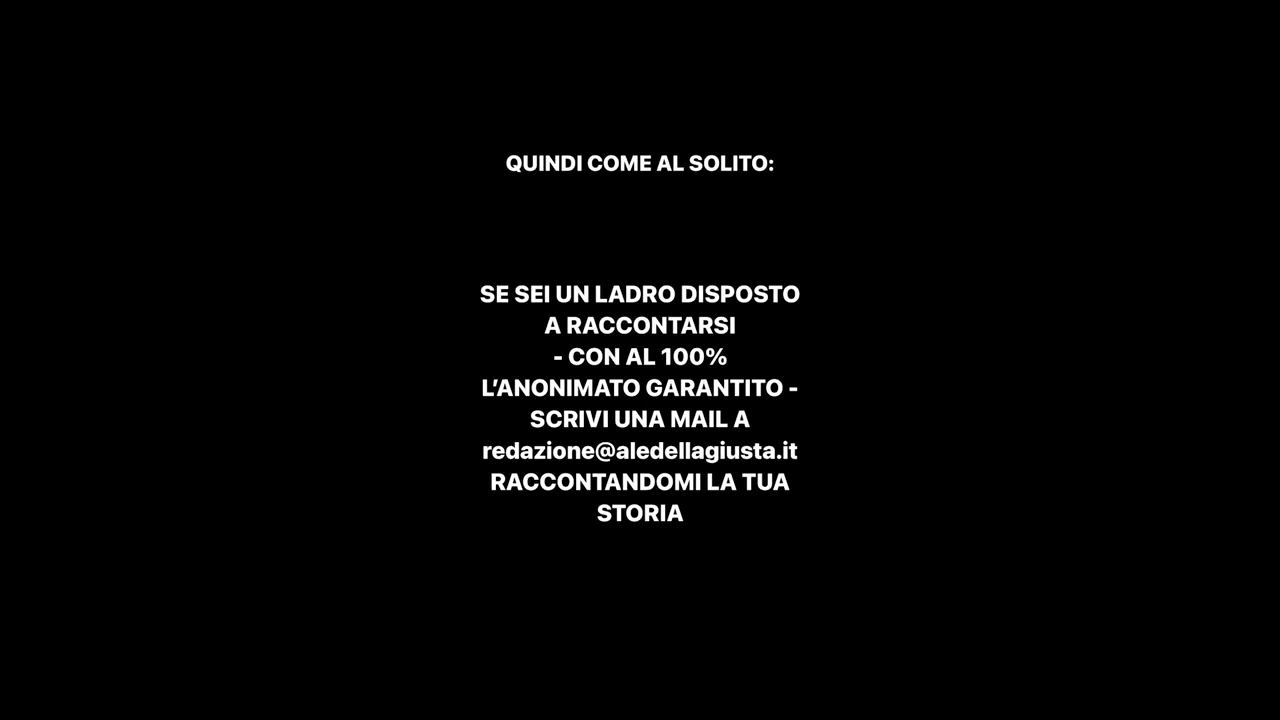 QUINDI COME AL SOLITO:
SE SEI UN LADRO DISPOSTO
A RACCONTARSI
- CON AL 100%
L’ANONIMATO GARANTITO -
SCRIVI UNA MAIL A
redazione@aledellagiusta.it
RACCONTANDOMI LA TUA
STORIA